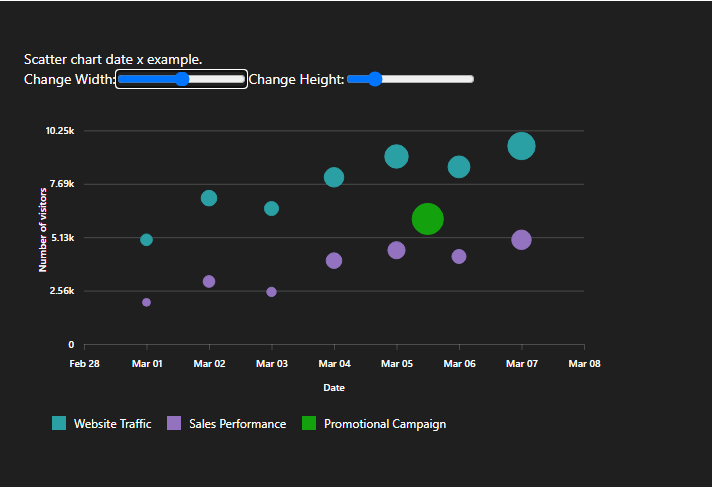 Scatter chart date x example.
Change Width: Change Height:
10.25k
7.69k
5.13k
2.56k
0
Number of visitors
Feb 28 Mar 01 Mar 02 Mar 03 Mar 04 Mar 05 Mar 06 Mar 07 Mar 08
Date
Website Traffic Sales Performance Promotional Campaign